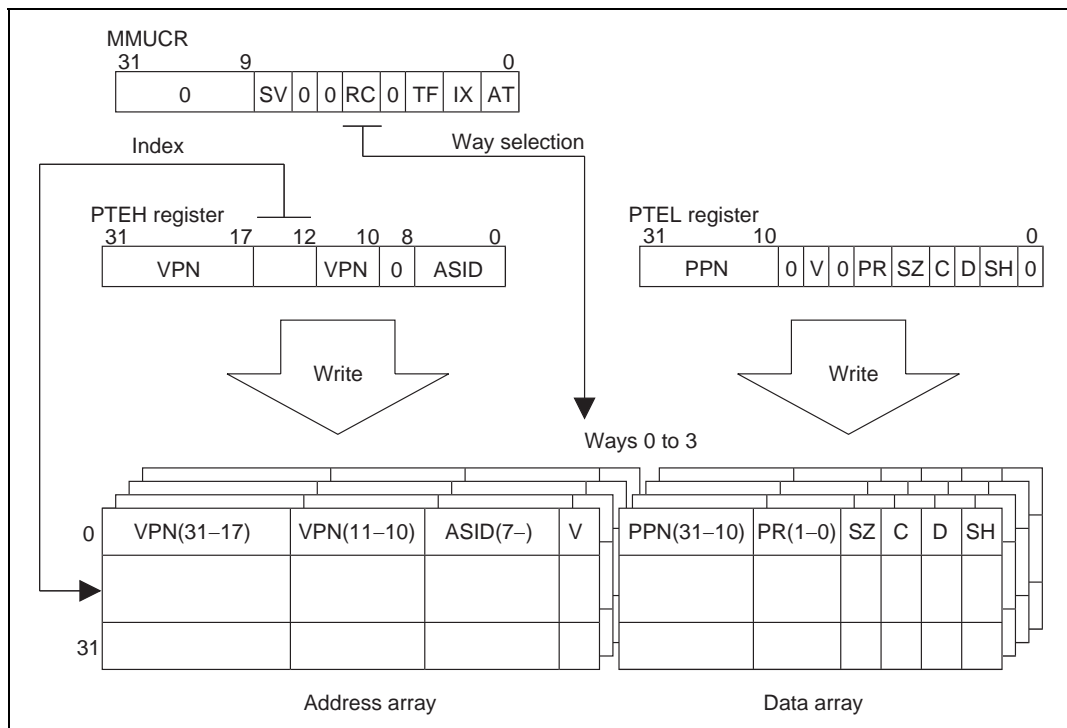 MMUCR
31 9 0
0 SV 0 0 RC 0 TF IX AT
Index
Way selection
PTEH register
31 17 12 10 8 0
VPN VPN 0 ASID
PTEL register
31 10 0
PPN 0 V 0 PR SZ C D SH 0
Write
Write
Ways 0 to 3
0 VPN(31–17) VPN(11–10) ASID(7–) V
PPN(31–10) PR(1–0) SZ C D SH
31
Address array
Data array